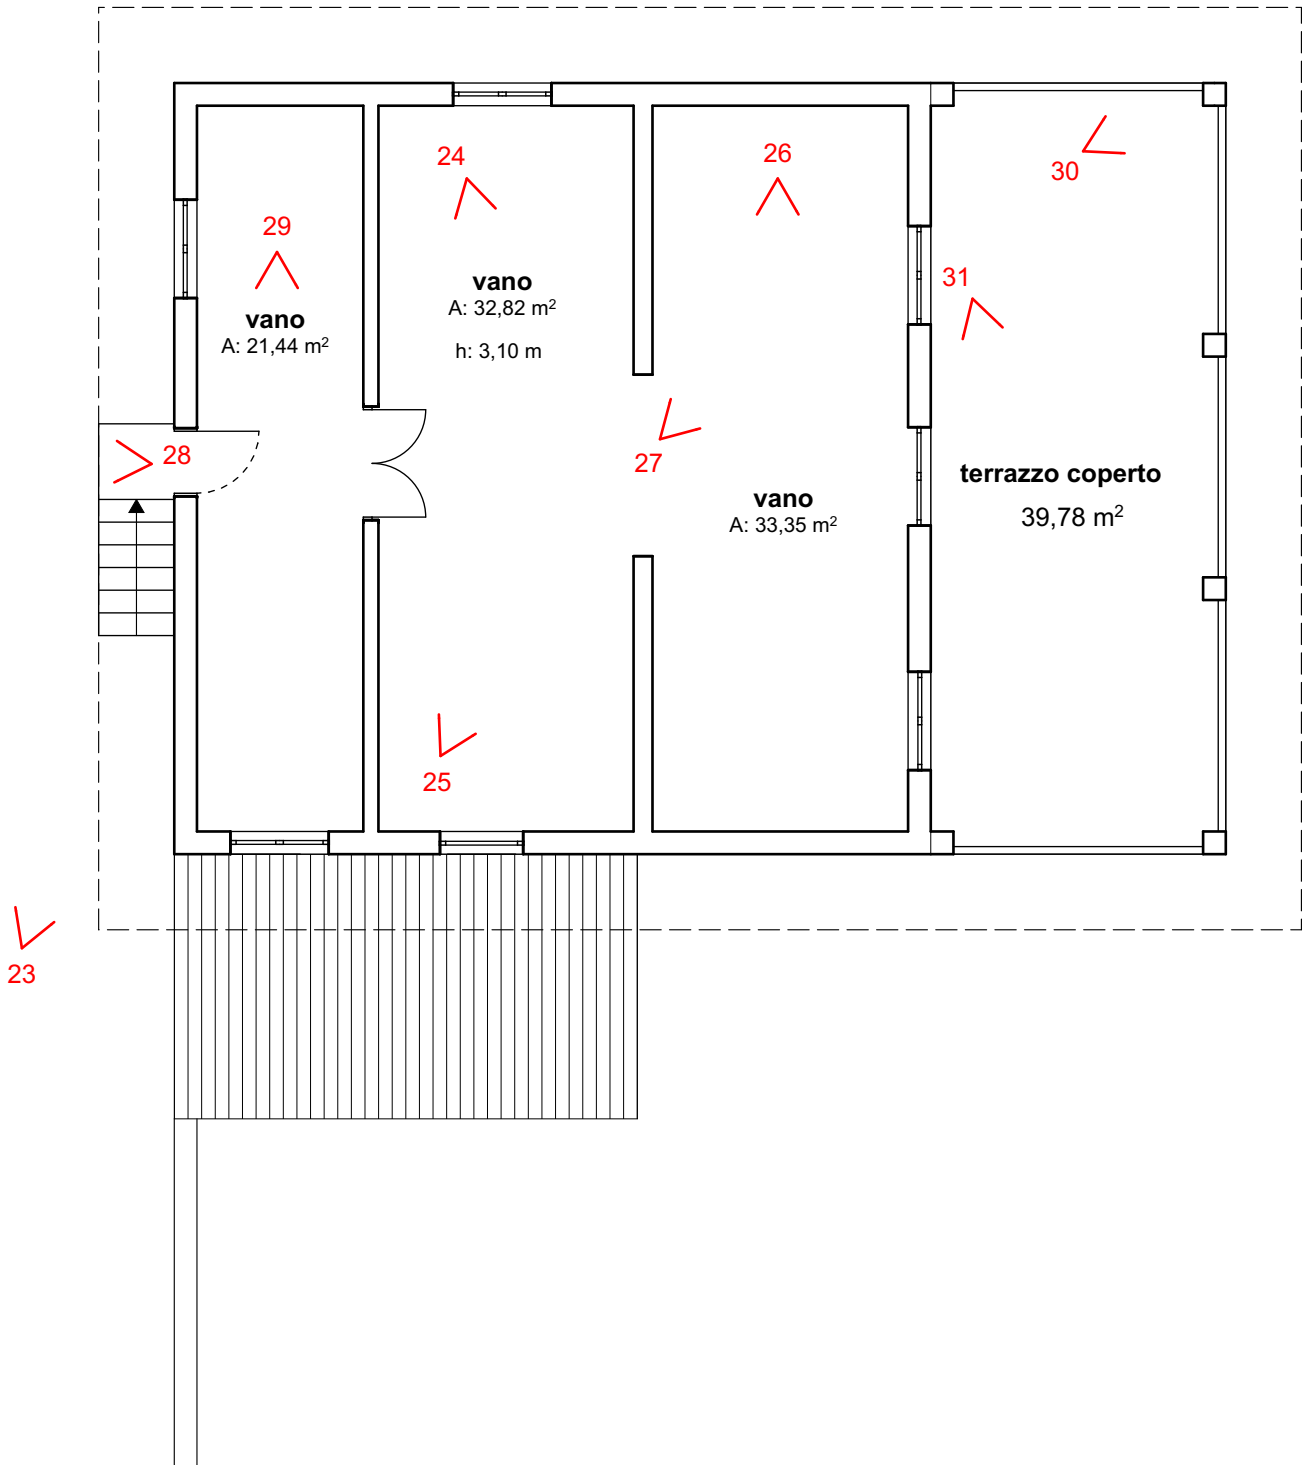 30
24
26
29
31
vano
A: 32,82 m²
h: 3,10 m
vano
A: 21,44 m²
28
27
terrazzo coperto
39,78 m²
vano
A: 33,35 m²
25
23